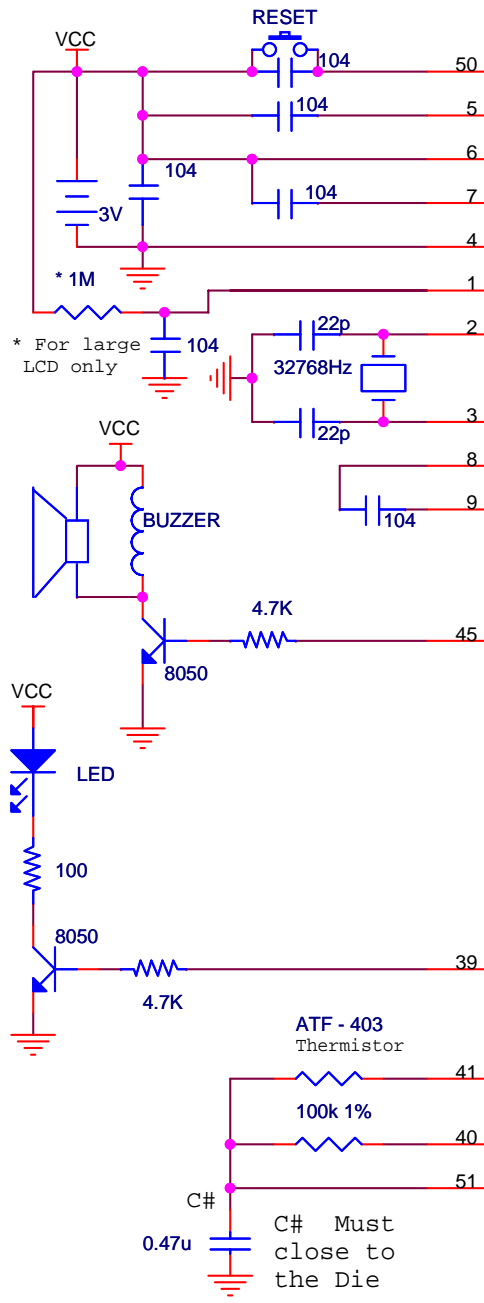 RESET
VCC
104
50
104
5
6
104
104
7
3V
4
* 1M
1
* For large
LCD only
104
22p
2
32768Hz
22p
3
VCC
8
BUZZER
104
9
4.7K
45
8050
VCC
LED
100
8050
39
4.7K
ATF - 403
Thermistor
41
100k 1%
40
51
C#
0.47u
C# Must
close to
the Die